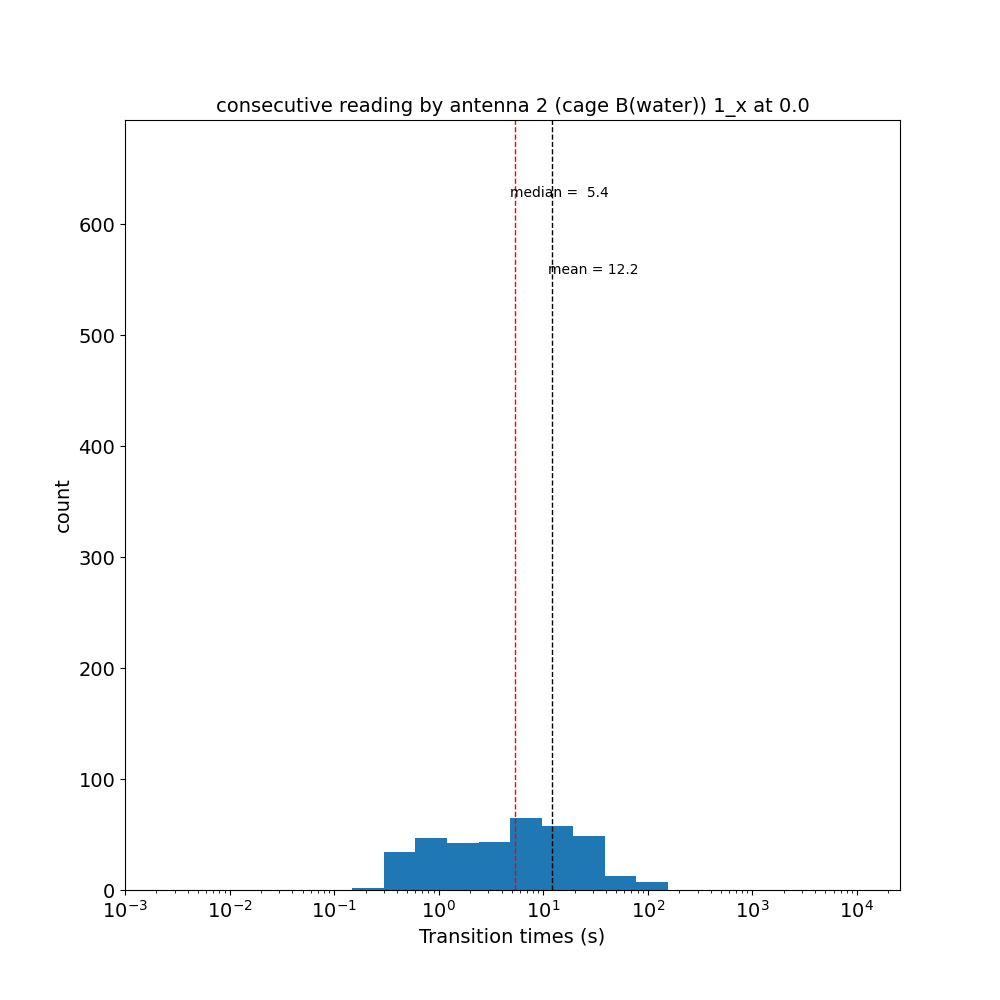 consecutive reading by antenna 2 (cage B(water)) 1_x at 0.0
median =  5.4
mean = 12.2
600
500
400
300
200
100
0
count
10⁻³ 10⁻² 10⁻¹ 10⁰ 10¹ 10² 10³ 10⁴
Transition times (s)